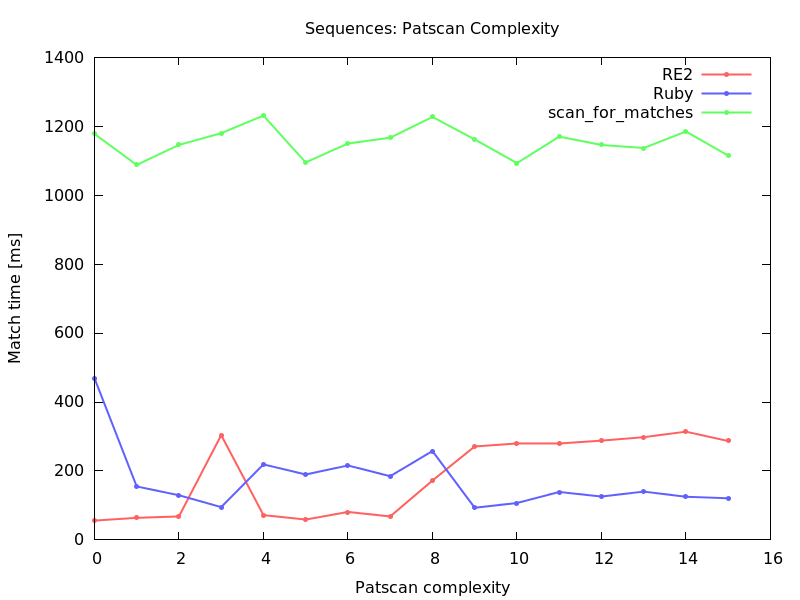 Sequences: Patscan Complexity
1400
1200
1000
800
600
400
200
0
Match time [ms]
RE2
Ruby
scan_for_matches
0 2 4 6 8 10 12 14 16
Patscan complexity